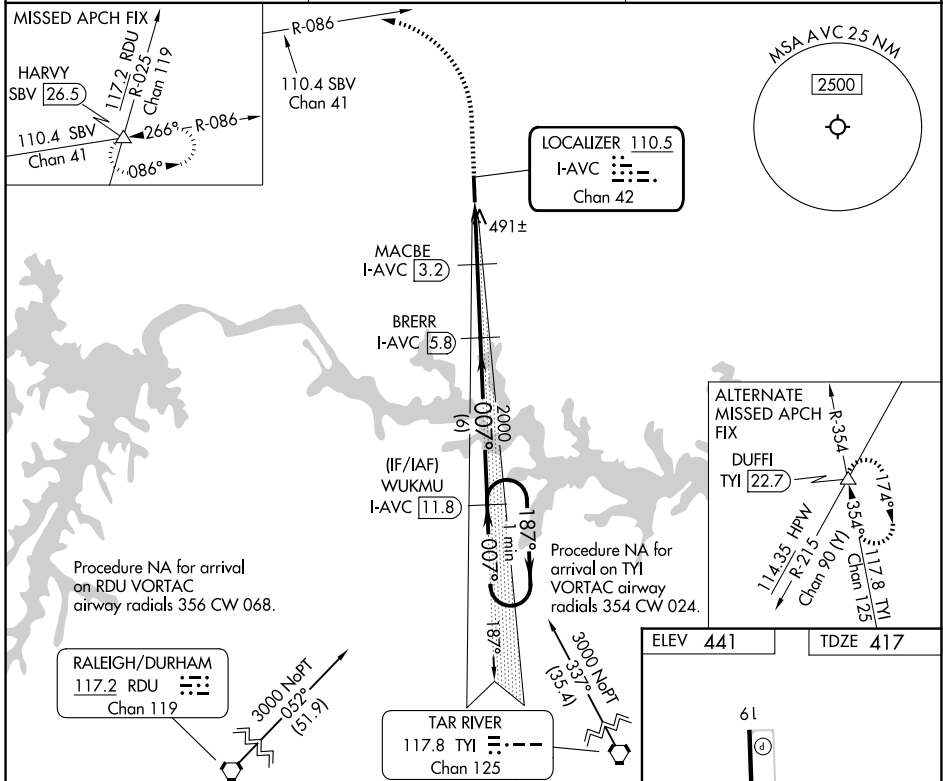 MISSED APCH FIX
HARVY
SBV 26.5
117.2 RDU
R-025
Chan 119
110.4 SBV
Chan 41
266°
R-086
086°
R-086
110.4 SBV
Chan 41
MSA AVC 25 NM
2500
LOCALIZER 110.5
I-AVC
Chan 42
491±
MACBE
I-AVC 3.2
BRERR
I-AVC 5.8
2000
007°
(6)
(IF/IAF)
WUKMU
I-AVC 11.8
187°
1 min
007°
187°
ALTERNATE
MISSED APCH
FIX
R-354
DUFFI
TYI 22.7
174°
354°
114.35 HPW
R-215
Chan 90 (Y)
117.8 TYI
Chan 125
Procedure NA for arrival
on RDU VORTAC
airway radials 356 CW 068.
Procedure NA for
arrival on TYI
VORTAC airway
radials 354 CW 024.
RALEIGH/DURHAM
117.2 RDU
Chan 119
3000 NoPT
052°
(51.9)
TAR RIVER
117.8 TYI
Chan 125
3000 NoPT
337°
(35.4)
ELEV 441
TDZE 417
19
P